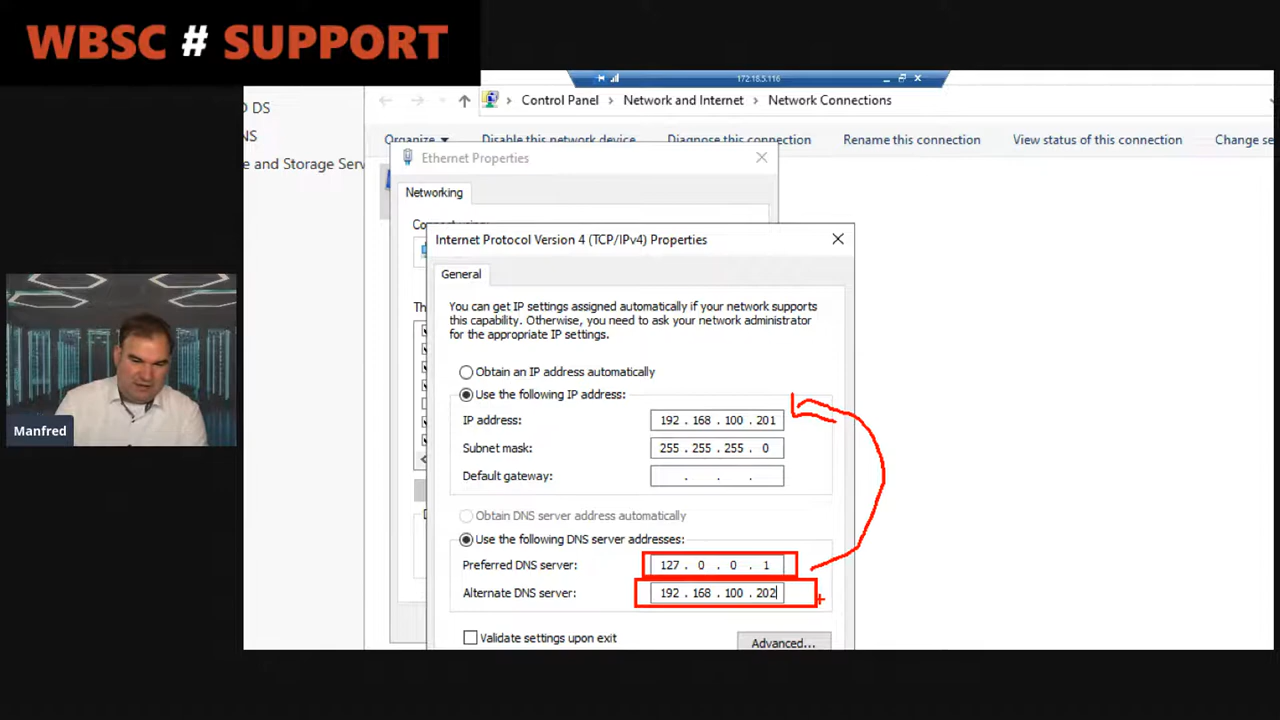 WBSC # SUPPORT
172.18.5.116
Control Panel > Network and Internet > Network Connections
Organize Disable this network device Diagnose this connection Rename this connection View status of this connection Change se
D DS
NS
e and Storage Serv
Ethernet Properties
Networking
Connect using:
Internet Protocol Version 4 (TCP/IPv4) Properties
General
You can get IP settings assigned automatically if your network supports
this capability. Otherwise, you need to ask your network administrator
for the appropriate IP settings.
Obtain an IP address automatically
Use the following IP address:
IP address: 192 . 168 . 100 . 201
Subnet mask: 255 . 255 . 255 . 0
Default gateway: . . .
Obtain DNS server address automatically
Use the following DNS server addresses:
Preferred DNS server: 127 . 0 . 0 . 1
Alternate DNS server: 192 . 168 . 100 . 202
Validate settings upon exit
Advanced...
Manfred